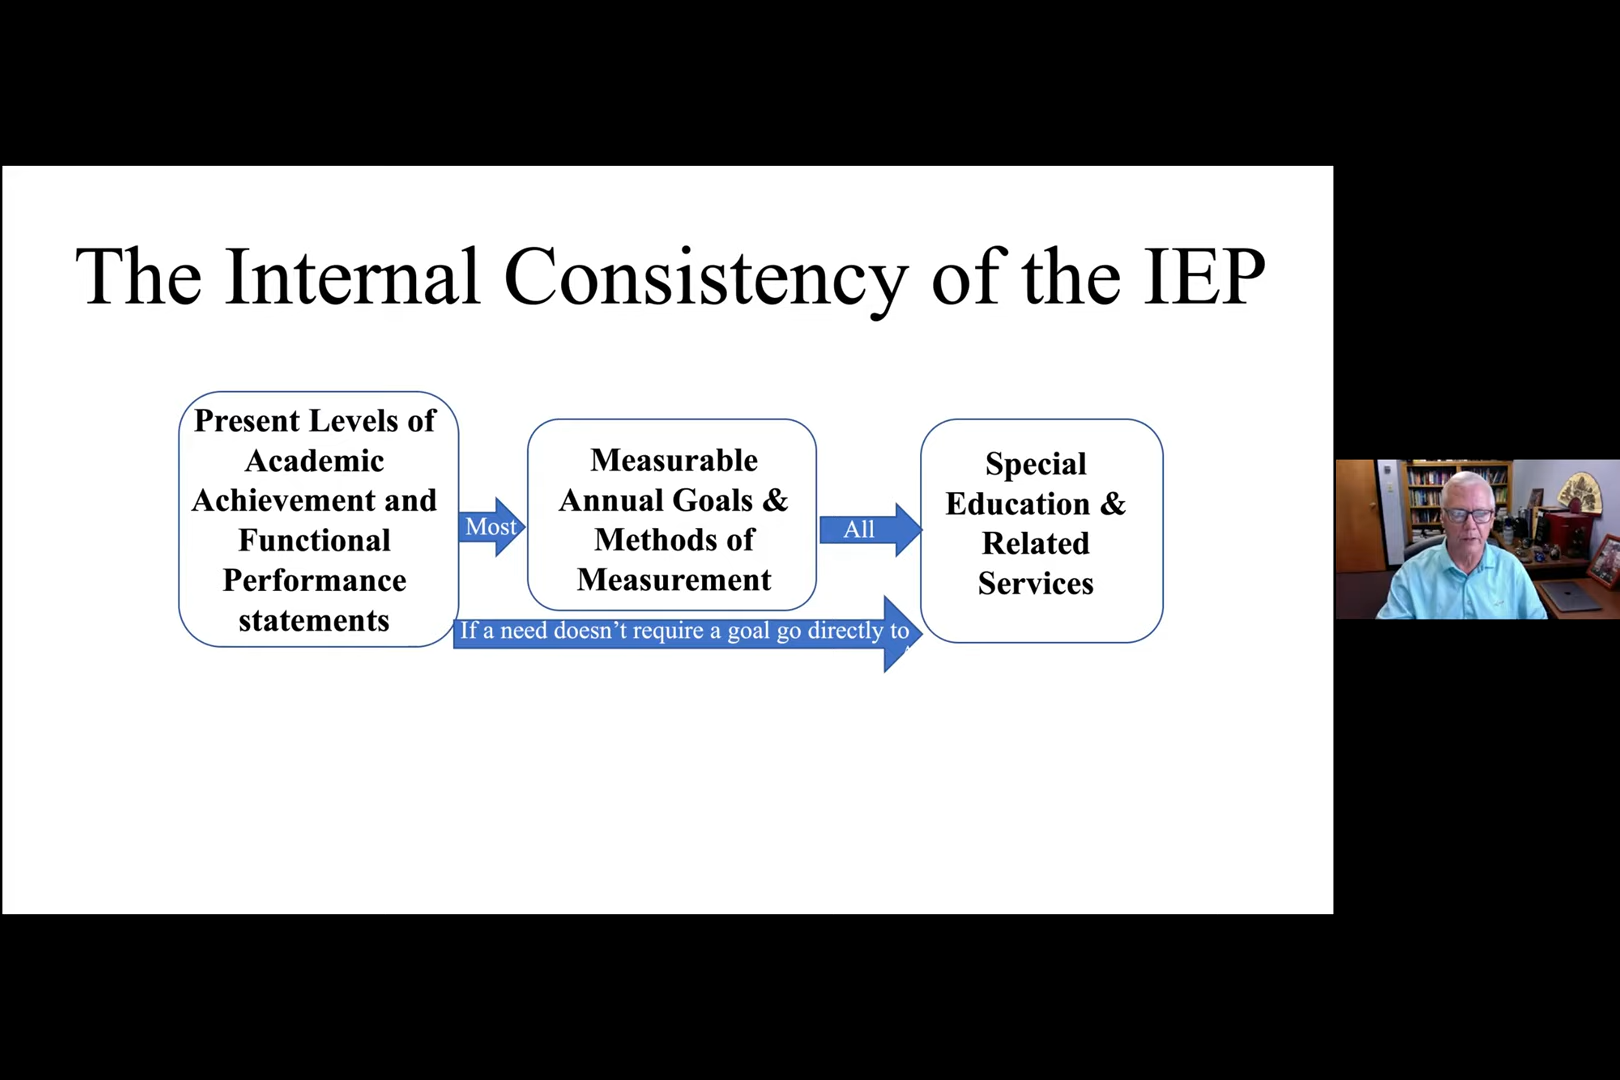 The Internal Consistency of the IEP
Present Levels of
Academic
Achievement and
Functional
Performance
statements
Most
Measurable
Annual Goals &
Methods of
Measurement
All
Special
Education &
Related
Services
If a need doesn't require a goal go directly to